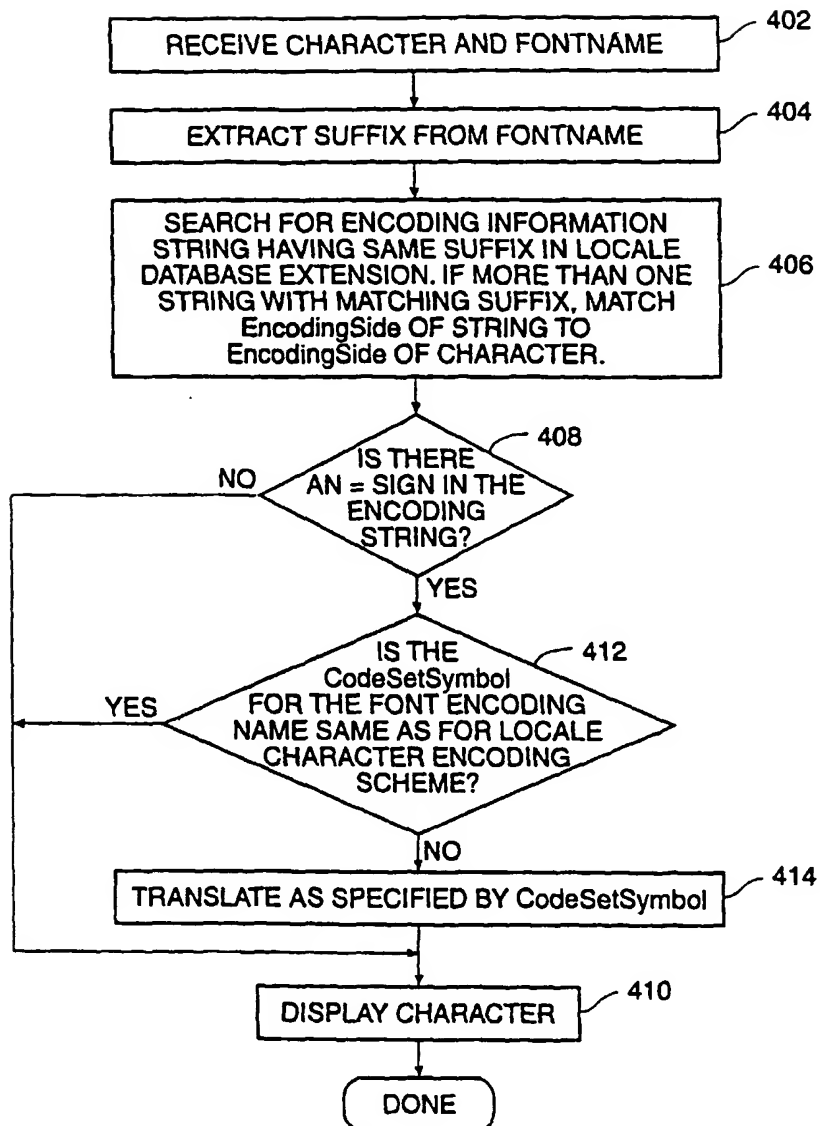 RECEIVE CHARACTER AND FONTNAME
402
EXTRACT SUFFIX FROM FONTNAME
404
SEARCH FOR ENCODING INFORMATION
STRING HAVING SAME SUFFIX IN LOCALE
DATABASE EXTENSION. IF MORE THAN ONE
STRING WITH MATCHING SUFFIX, MATCH
EncodingSide OF STRING TO
EncodingSide OF CHARACTER.
406
IS THERE
AN = SIGN IN THE
ENCODING
STRING?
408
NO
YES
IS THE
CodeSetSymbol
FOR THE FONT ENCODING
NAME SAME AS FOR LOCALE
CHARACTER ENCODING
SCHEME?
412
YES
NO
TRANSLATE AS SPECIFIED BY CodeSetSymbol
414
DISPLAY CHARACTER
410
DONE